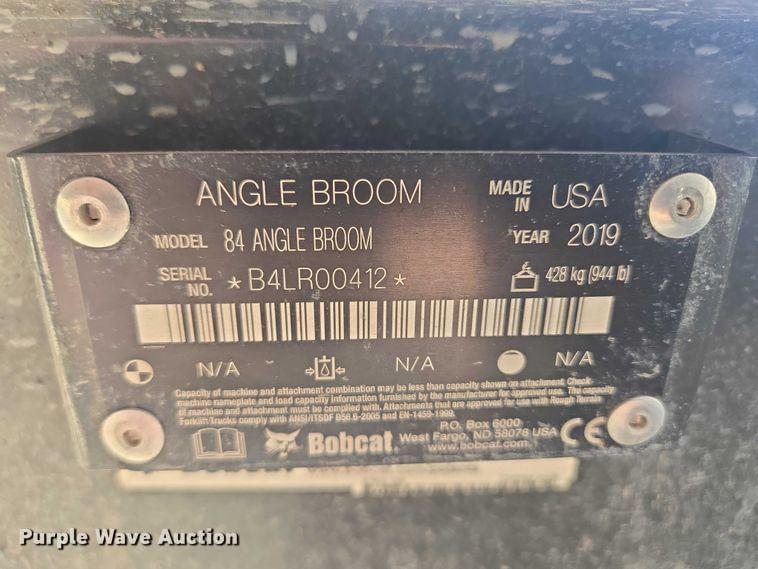 ANGLE BROOM MADE IN USA
MODEL 84 ANGLE BROOM YEAR 2019
SERIAL NO. *B4LR00412* 428 kg (944 lb)
N/A N/A N/A
Capacity of machine and attachment combination may be less than capacity shown on attachment. Check
machine nameplate and load capacity information furnished by the manufacturer for approved use. The capacity
of machine and attachment must be complied with. Attachments that are approved for use with Rough Terrain
Forklift Trucks comply with ANSI/ITSDF B56.6-2005 and EN-1459-1999.
Bobcat
P.O. Box 6000
West Fargo, ND 58078 USA
www.bobcat.com
CE
Purple Wave Auction